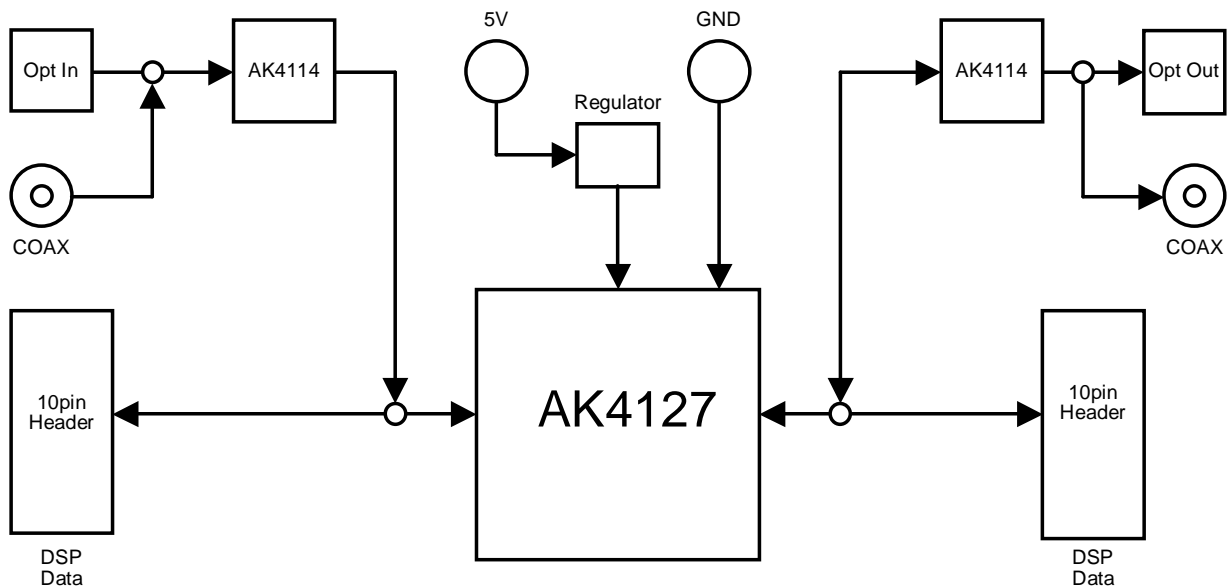 5V
GND
Opt In
AK4114
AK4114
Opt Out
Regulator
COAX
COAX
10pin
Header
AK4127
10pin
Header
DSP
Data
DSP
Data